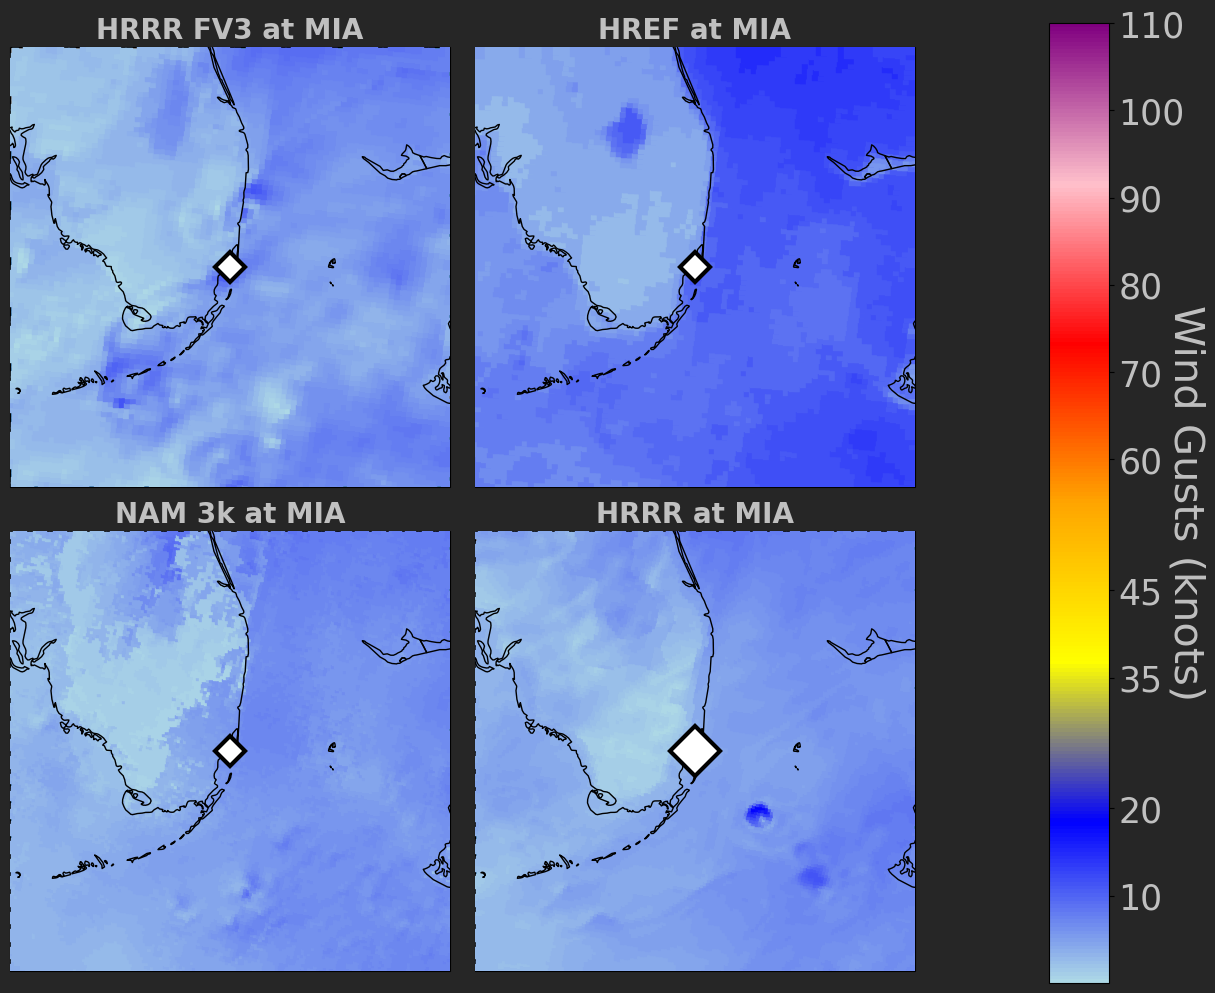 HRRR FV3 at MIA
HREF at MIA
NAM 3k at MIA
HRRR at MIA
110
100
90
80
70
60
45
35
20
10
Wind Gusts (knots)